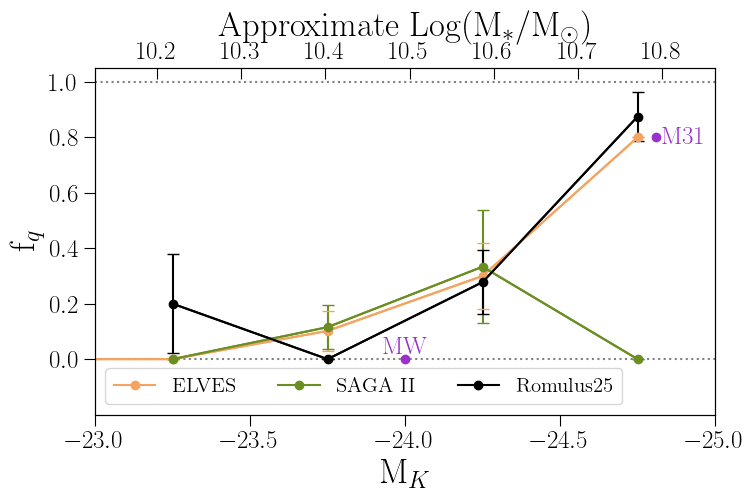 Approximate Log(M*/M⊙)
10.2 10.3 10.4 10.5 10.6 10.7 10.8
1.0
0.8
0.6
0.4
0.2
0.0
f_q
M31
MW
ELVES SAGA II Romulus25
−23.0 −23.5 −24.0 −24.5 −25.0
M_K